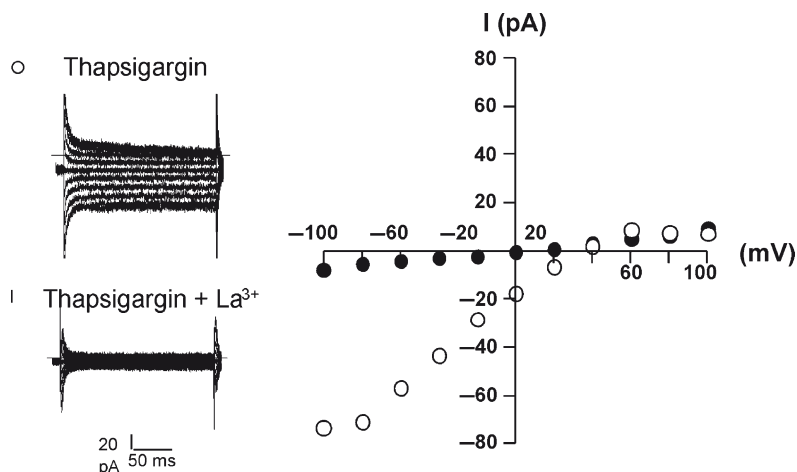 Thapsigargin
Thapsigargin + La³⁺
20
pA
50 ms
I (pA)
80
60
40
20
–100
–60
–20
20
60
100
(mV)
–20
–40
–60
–80